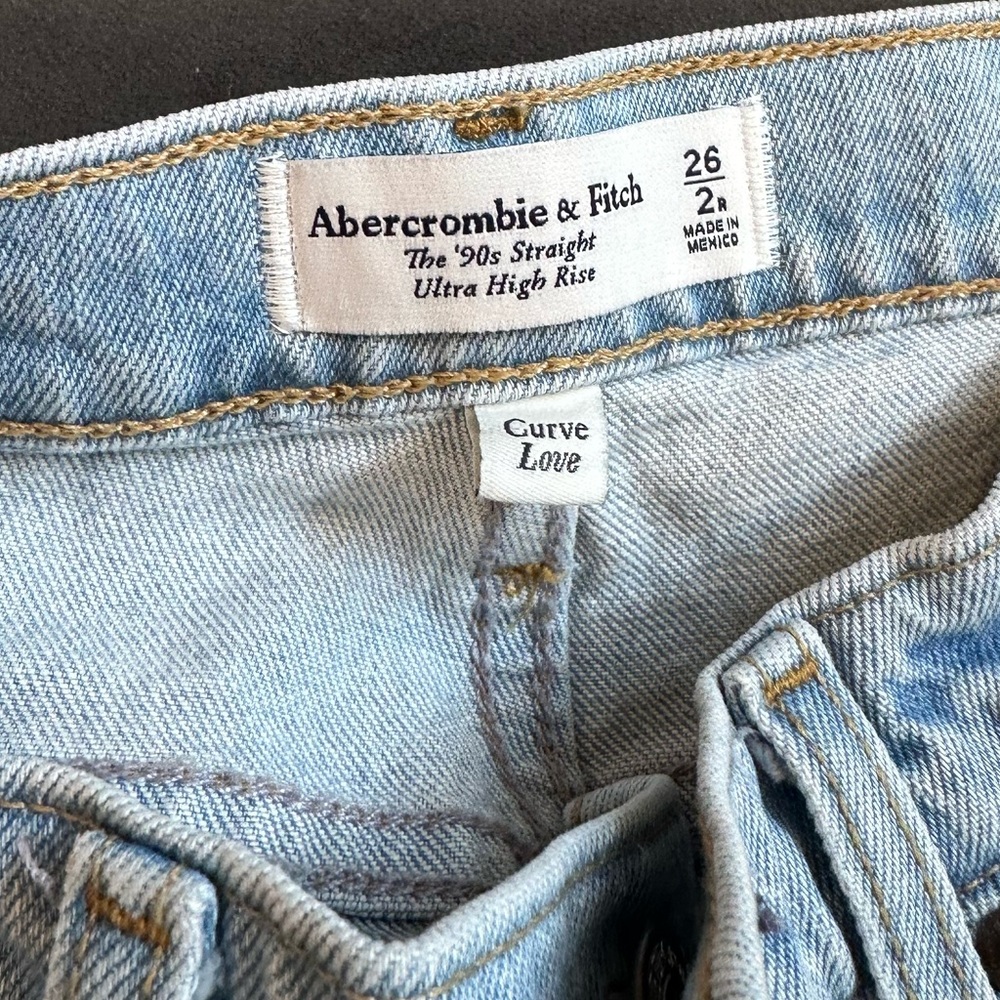 Abercrombie & Fitch
The '90s Straight
Ultra High Rise
26
2R
MADE IN
MEXICO
Curve
Love